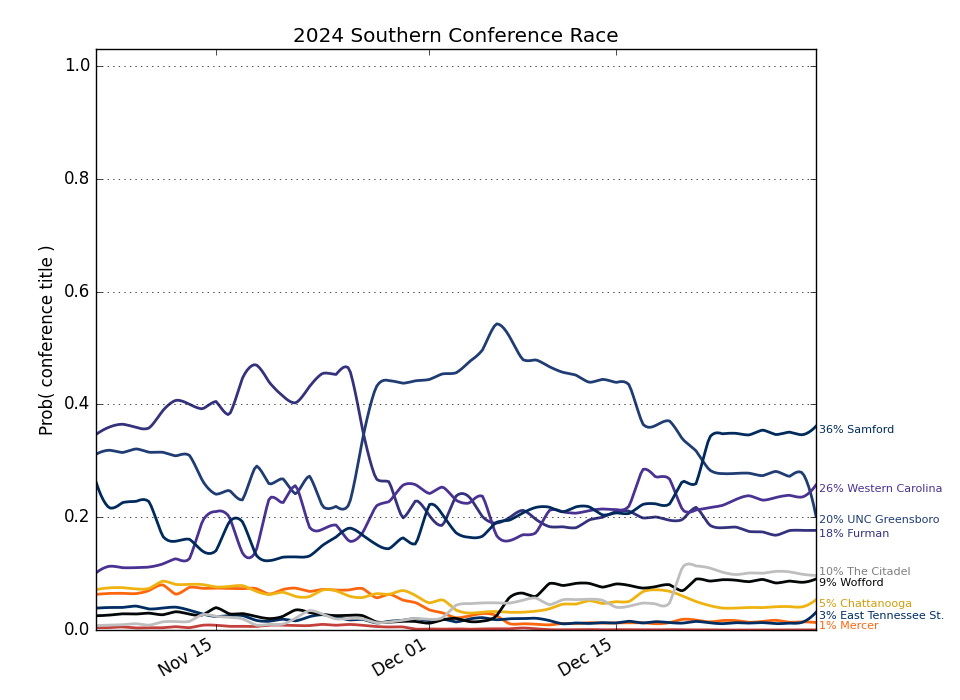 2024 Southern Conference Race
Prob( conference title )
1.0
0.8
0.6
0.4
0.2
0.0
Nov 15
Dec 01
Dec 15
36% Samford
26% Western Carolina
20% UNC Greensboro
18% Furman
10% The Citadel
9% Wofford
5% Chattanooga
3% East Tennessee St.
1% Mercer